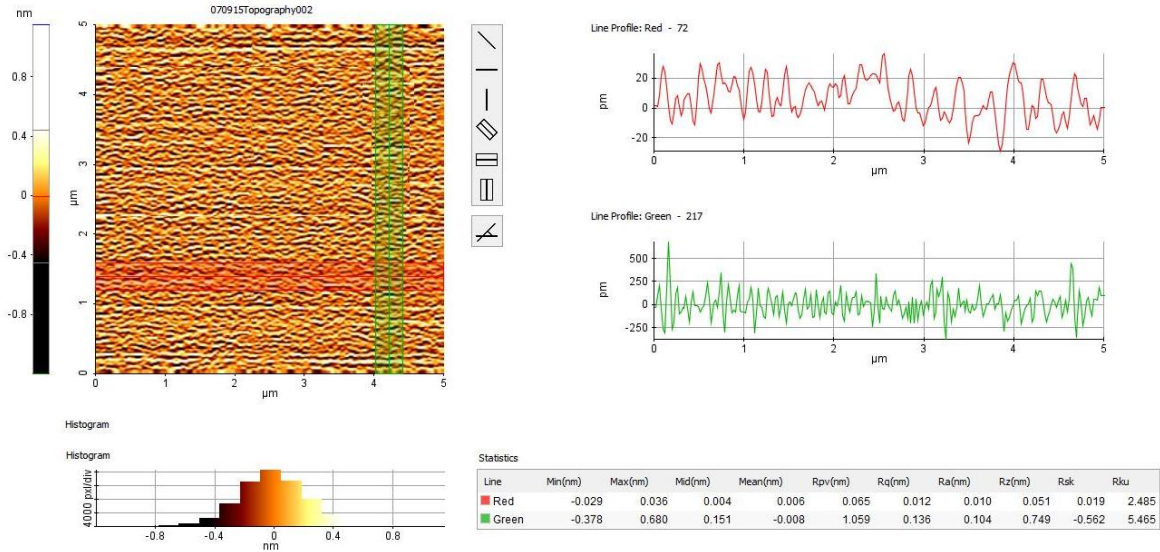 nm
070915Topography002
0.8
0.4
0
-0.4
-0.8
5
4
3
2
1
0
µm
0 1 2 3 4 5
µm
Line Profile: Red - 72
20
0
-20
pm
0 1 2 3 4 5
µm
Line Profile: Green - 217
500
250
0
-250
pm
0 1 2 3 4 5
µm
Histogram
Histogram
4000 pxl/div
-0.8 -0.4 0 0.4 0.8
nm
Statistics
Line Min(nm) Max(nm) Mid(nm) Mean(nm) Rpv(nm) Rq(nm) Ra(nm) Rz(nm) Rsk Rku
Red -0.029 0.036 0.004 0.006 0.065 0.012 0.010 0.051 0.019 2.485
Green -0.378 0.680 0.151 -0.008 1.059 0.136 0.104 0.749 -0.562 5.465